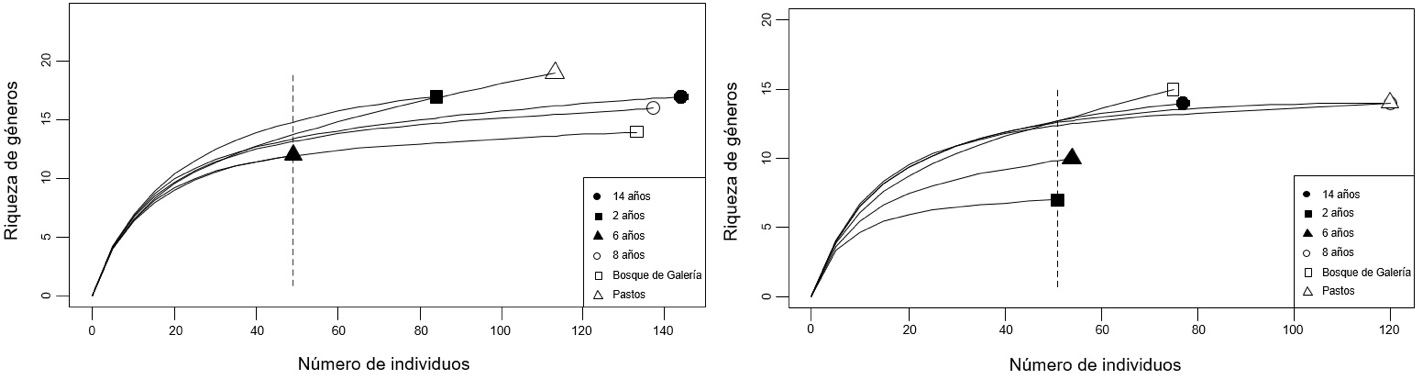 Riqueza de géneros
20
15
10
5
0
0 20 40 60 80 100 120 140
Número de individuos
14 años
2 años
6 años
8 años
Bosque de Galería
Pastos
Riqueza de géneros
20
15
10
5
0
0 20 40 60 80 100 120
Número de individuos
14 años
2 años
6 años
8 años
Bosque de Galería
Pastos